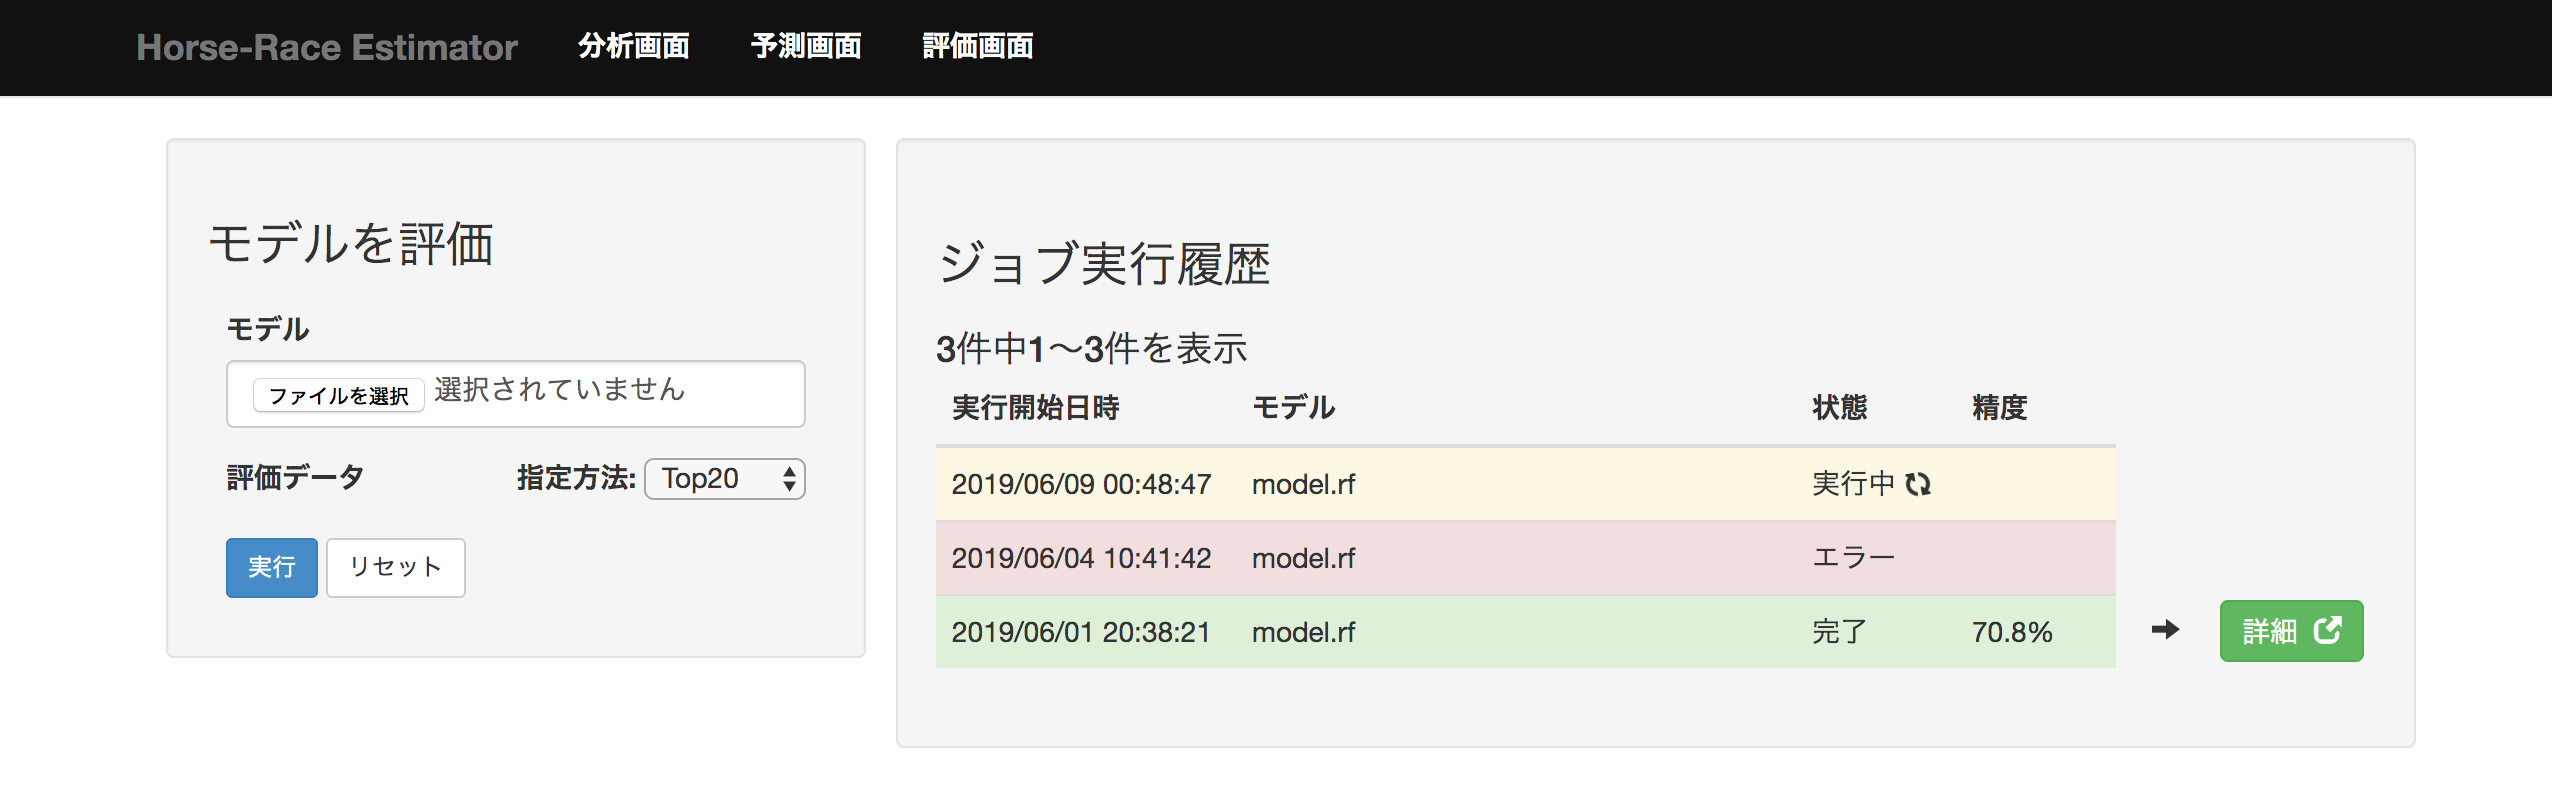 Horse-Race Estimator 分析画面 予測画面 評価画面
モデルを評価
モデル
ファイルを選択 選択されていません
評価データ 指定方法: Top20
実行 リセット
ジョブ実行履歴
3件中1〜3件を表示
実行開始日時 モデル 状態 精度
2019/06/09 00:48:47 model.rf 実行中
2019/06/04 10:41:42 model.rf エラー
2019/06/01 20:38:21 model.rf 完了 70.8% 詳細